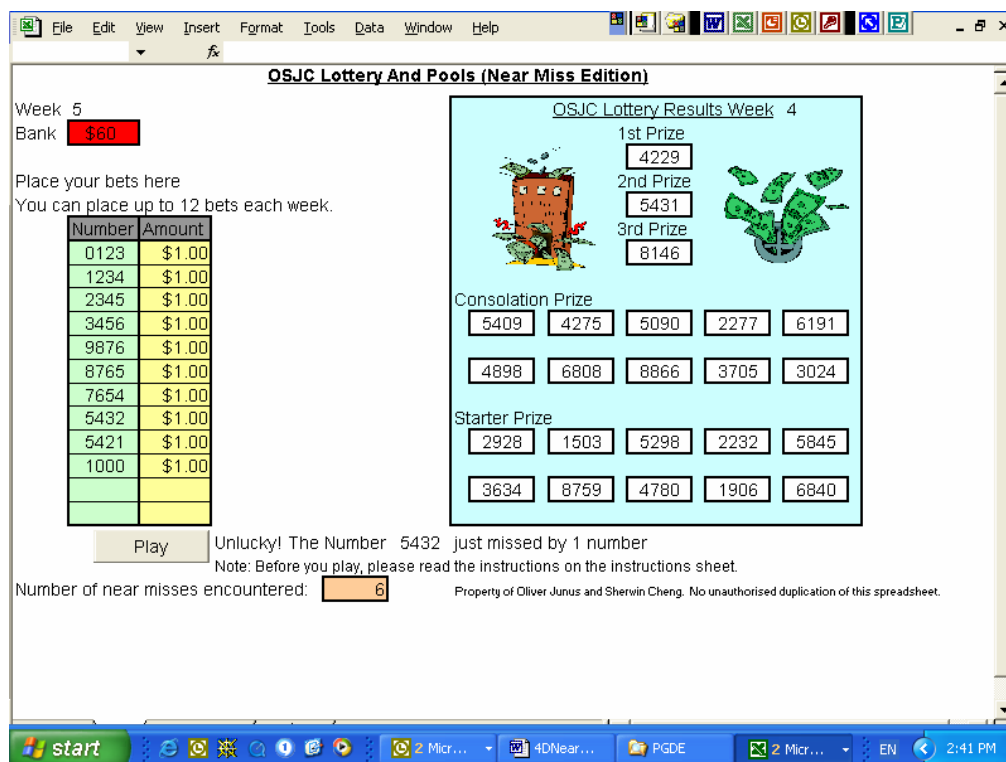 File Edit View Insert Format Tools Data Window Help
fx
OSJC Lottery And Pools (Near Miss Edition)
Week 5
Bank $60
Place your bets here
You can place up to 12 bets each week.
Number Amount
0123 $1.00
1234 $1.00
2345 $1.00
3456 $1.00
9876 $1.00
8765 $1.00
7654 $1.00
5432 $1.00
5421 $1.00
1000 $1.00
OSJC Lottery Results Week 4
1st Prize
4229
2nd Prize
5431
3rd Prize
8146
Consolation Prize
5409 4275 5090 2277 6191
4898 6808 8866 3705 3024
Starter Prize
2928 1503 5298 2232 5845
3634 8759 4780 1906 6840
Play Unlucky! The Number 5432 just missed by 1 number
Note: Before you play, please read the instructions on the instructions sheet.
Number of near misses encountered: 6
Property of Oliver Junus and Sherwin Cheng. No unauthorised duplication of this spreadsheet.
start 2 Micr... 4DNear... PGDE 2 Micr... EN 2:41 PM